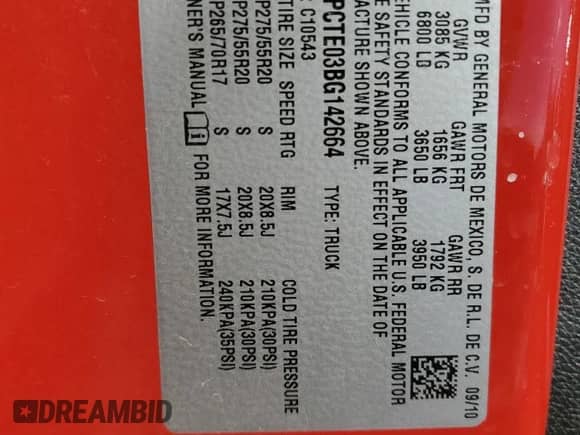 MFD BY GENERAL MOTORS DE MEXICO, S. DE R.L. DE C.V. 09/10
GVWR GAWR FRT GAWR RR
3085 KG 1656 KG 1792 KG
6800 LB 3650 LB 3950 LB
VEHICLE CONFORMS TO ALL APPLICABLE U.S. FEDERAL MOTOR
E SAFETY STANDARDS IN EFFECT ON THE DATE OF
ACTURE SHOWN ABOVE.
PCTE03BG142664 TYPE: TRUCK
: C10543
TIRE SIZE SPEED RTG RIM COLD TIRE PRESSURE
P275/55R20 S 20X8.5J 210KPA(30PSI)
P275/55R20 S 20X8.5J 210KPA(30PSI)
P265/70R17 S 17X7.5J 240KPA(35PSI)
NER'S MANUAL i FOR MORE INFORMATION.
DREAMBID